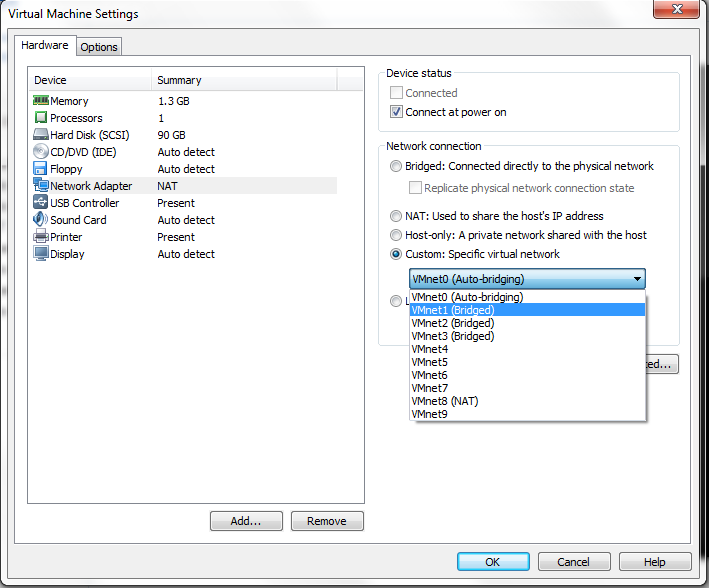 Virtual Machine Settings
Hardware Options
Device Summary
Memory 1.3 GB
Processors 1
Hard Disk (SCSI) 90 GB
CD/DVD (IDE) Auto detect
Floppy Auto detect
Network Adapter NAT
USB Controller Present
Sound Card Auto detect
Printer Present
Display Auto detect
Add... Remove
Device status
Connected
Connect at power on
Network connection
Bridged: Connected directly to the physical network
Replicate physical network connection state
NAT: Used to share the host's IP address
Host-only: A private network shared with the host
Custom: Specific virtual network
VMnet0 (Auto-bridging)
VMnet0 (Auto-bridging)
VMnet1 (Bridged)
VMnet2 (Bridged)
VMnet3 (Bridged)
VMnet4
VMnet5
VMnet6
VMnet7
VMnet8 (NAT)
VMnet9
OK Cancel Help